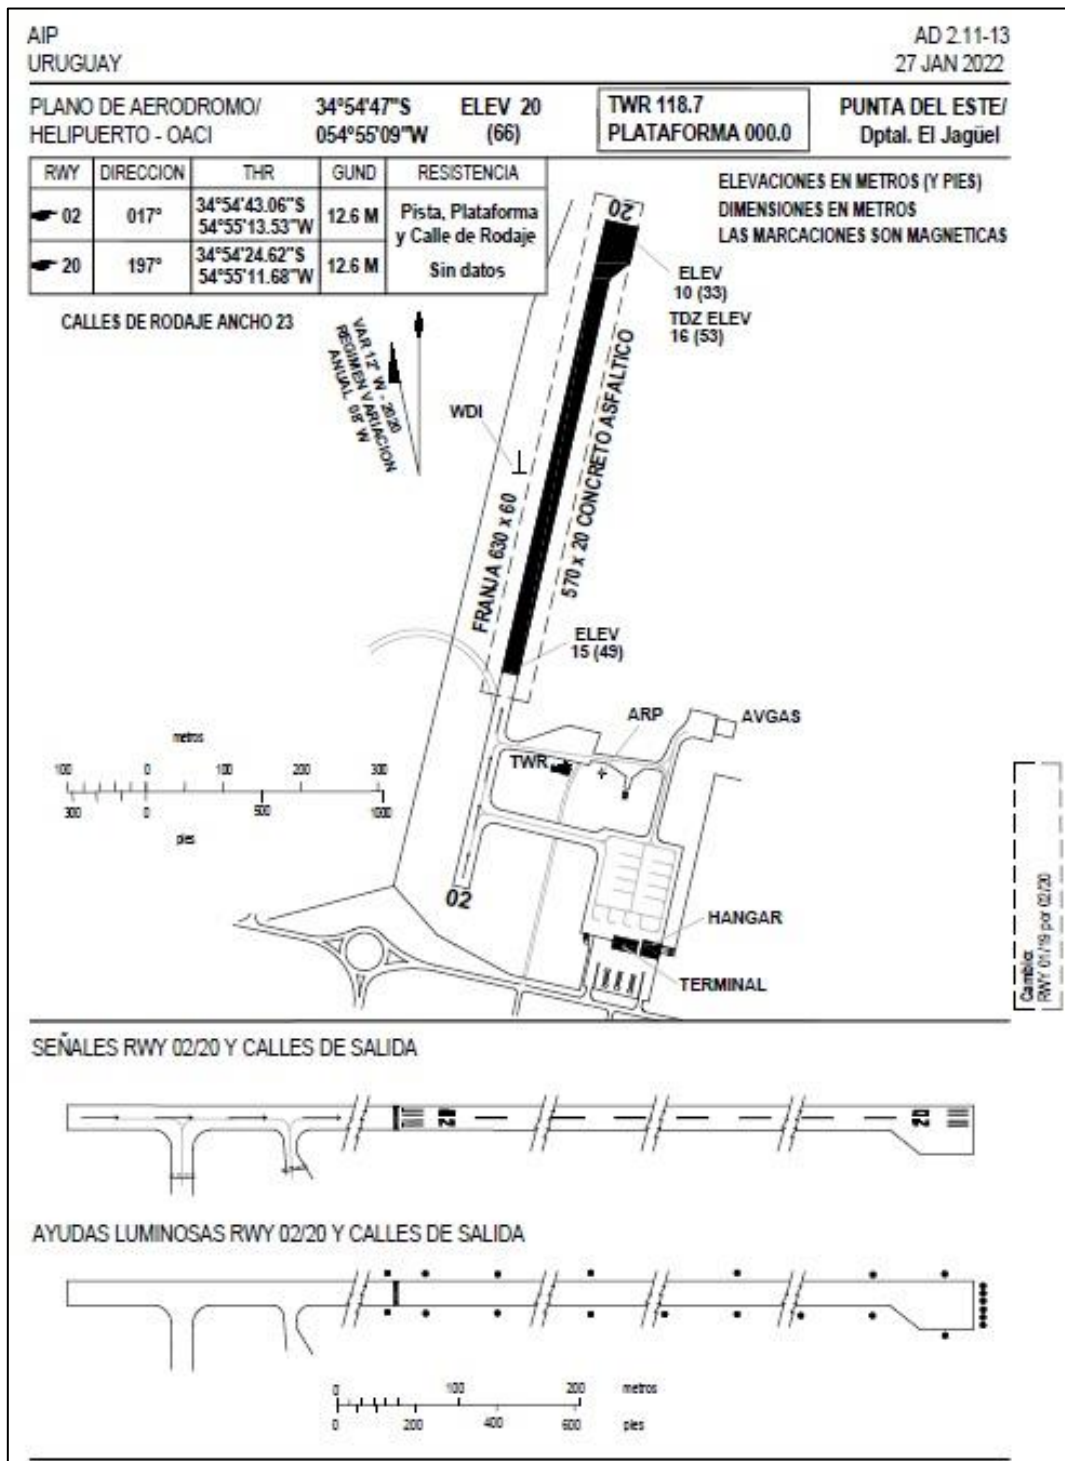 AIP
URUGUAY
AD 2.11-13
27 JAN 2022
PLANO DE AERODROMO/
HELIPUERTO - OACI
34°54'47"S
054°55'09"W
ELEV 20
(66)
TWR 118.7
PLATAFORMA 000.0
PUNTA DEL ESTE/
Dptal. El Jagüel
RWY DIRECCION THR GUND RESISTENCIA
02 017° 34°54'43.06"S 54°55'13.53"W 12.6 M
20 197° 34°54'24.62"S 54°55'11.68"W 12.6 M
Pista, Plataforma
y Calle de Rodaje
Sin datos
ELEVACIONES EN METROS (Y PIES)
DIMENSIONES EN METROS
LAS MARCACIONES SON MAGNETICAS
CALLES DE RODAJE ANCHO 23
VAR 12° W - 2020
REGIMEN VARIACION
ANUAL 08' W
20
ELEV
10 (33)
TDZ ELEV
16 (53)
WDI
FRANJA 630 x 60
570 x 20 CONCRETO ASFALTICO
ELEV
15 (49)
ARP
AVGAS
TWR
metros
100 0 100 200 300
300 0 500 1000
pies
02
HANGAR
TERMINAL
Cambio:
RWY 01/19 por 02/20
SEÑALES RWY 02/20 Y CALLES DE SALIDA
02
AYUDAS LUMINOSAS RWY 02/20 Y CALLES DE SALIDA
0 100 200 metros
0 200 400 600 pies